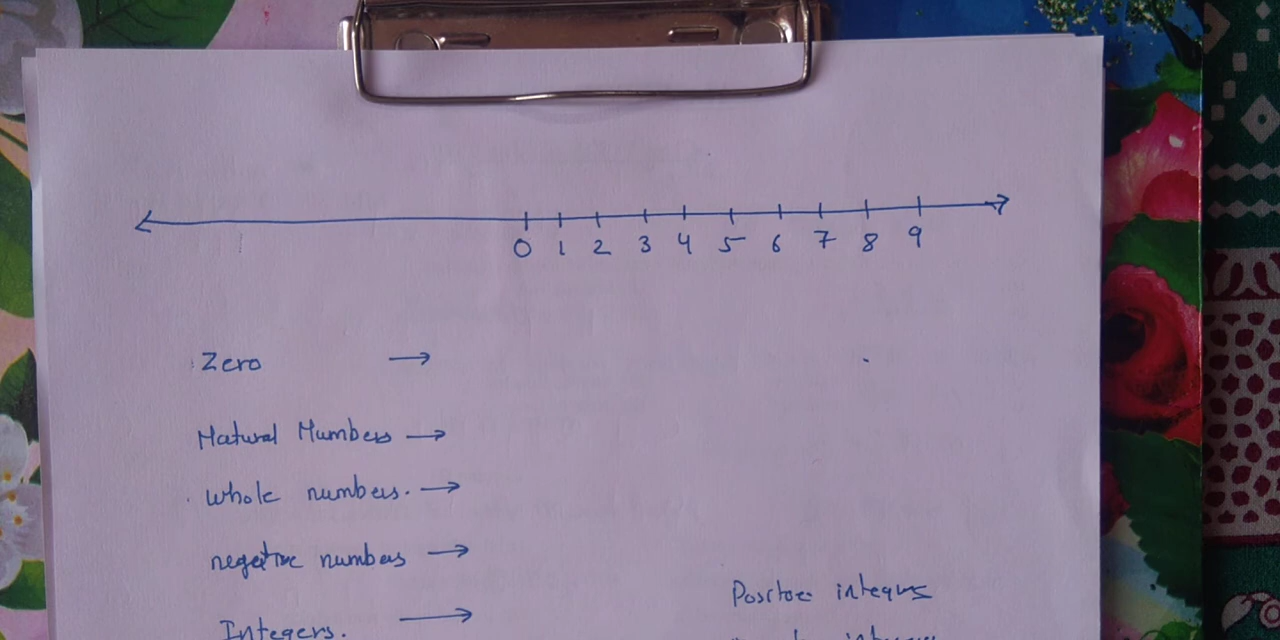 0 1 2 3 4 5 6 7 8 9
Zero →
Natural Numbers →
Whole numbers. →
negative numbers →
Positive integers
Integers. →
integers